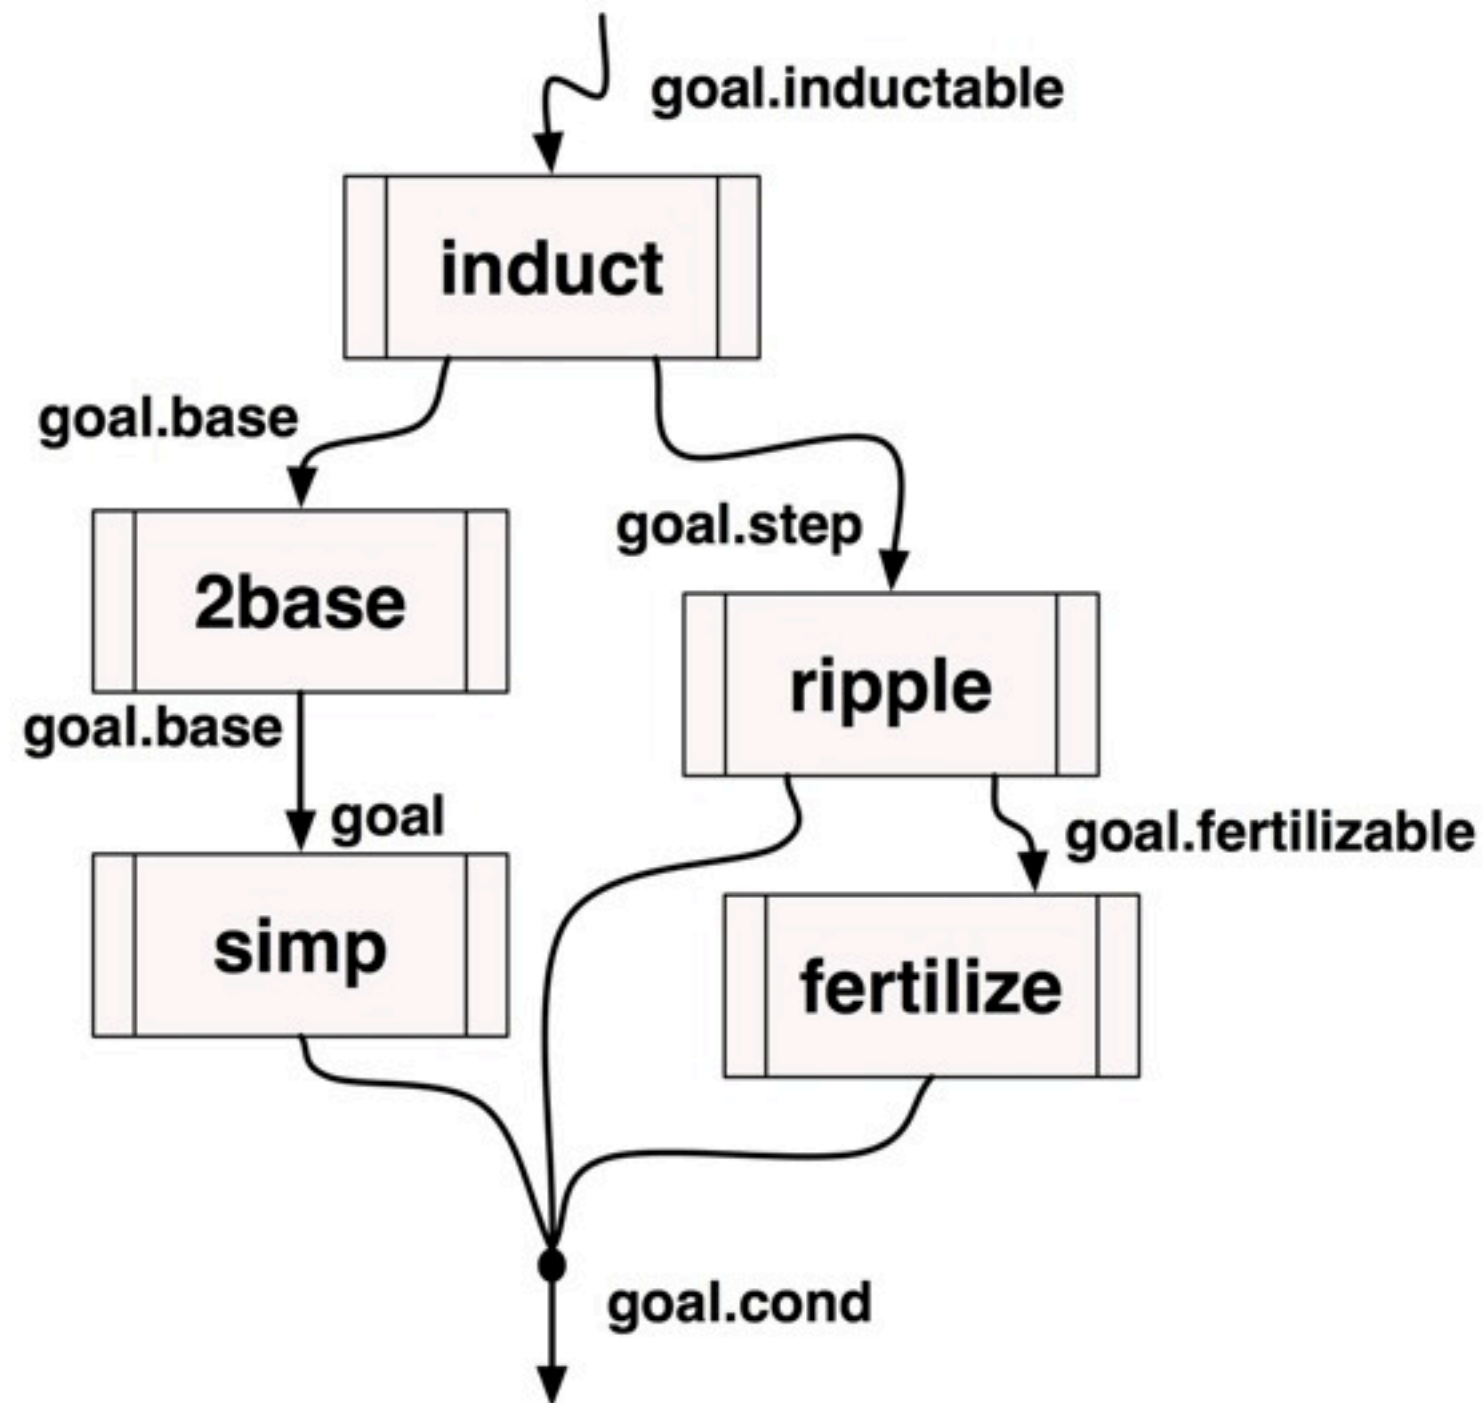 goal.inductable
induct
goal.base
goal.step
2base
ripple
goal.base
goal
goal.fertilizable
simp
fertilize
goal.cond